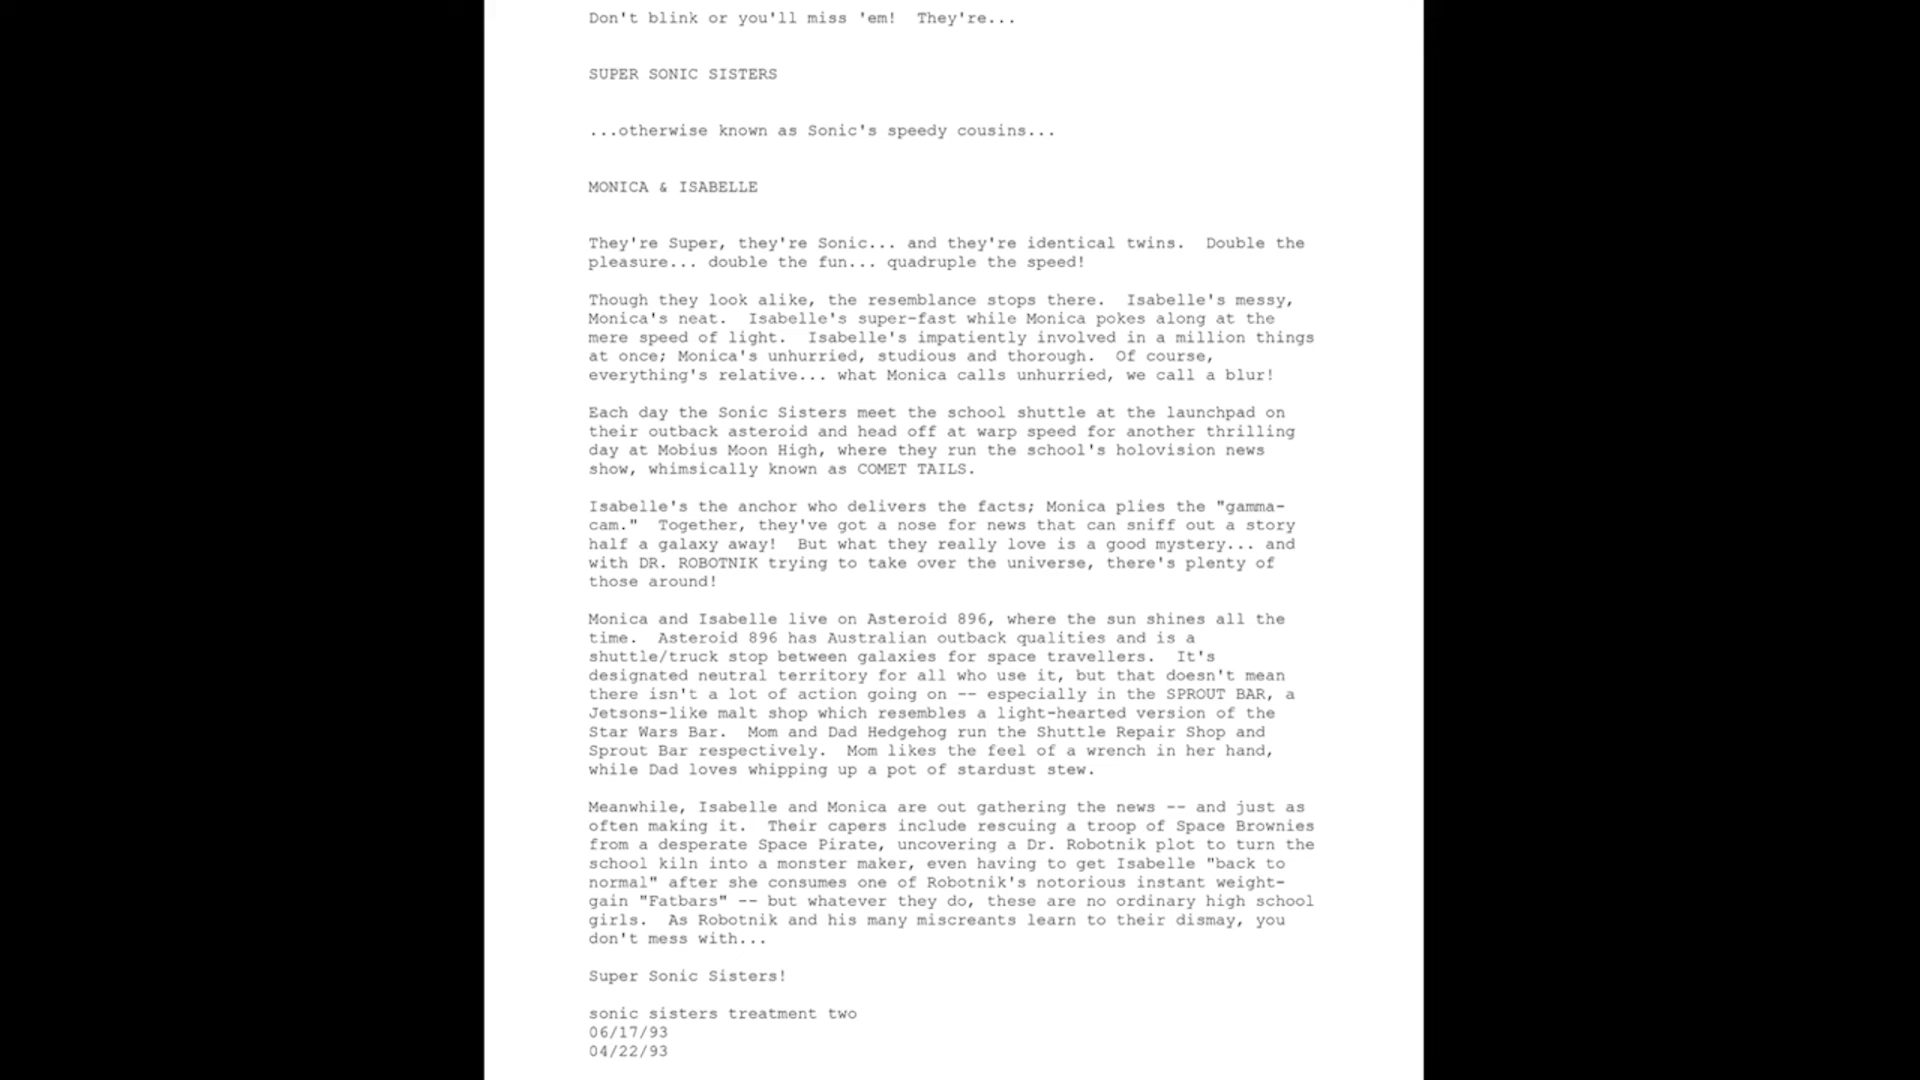 Don't blink or you'll miss 'em!  They're...
SUPER SONIC SISTERS
...otherwise known as Sonic's speedy cousins...
MONICA & ISABELLE
They're Super, they're Sonic... and they're identical twins.  Double the
pleasure... double the fun... quadruple the speed!
Though they look alike, the resemblance stops there.  Isabelle's messy,
Monica's neat.  Isabelle's super-fast while Monica pokes along at the
mere speed of light.  Isabelle's impatiently involved in a million things
at once; Monica's unhurried, studious and thorough.  Of course,
everything's relative... what Monica calls unhurried, we call a blur!
Each day the Sonic Sisters meet the school shuttle at the launchpad on
their outback asteroid and head off at warp speed for another thrilling
day at Mobius Moon High, where they run the school's holovision news
show, whimsically known as COMET TAILS.
Isabelle's the anchor who delivers the facts; Monica plies the "gamma-
cam."  Together, they've got a nose for news that can sniff out a story
half a galaxy away!  But what they really love is a good mystery... and
with DR. ROBOTNIK trying to take over the universe, there's plenty of
those around!
Monica and Isabelle live on Asteroid 896, where the sun shines all the
time.  Asteroid 896 has Australian outback qualities and is a
shuttle/truck stop between galaxies for space travellers.  It's
designated neutral territory for all who use it, but that doesn't mean
there isn't a lot of action going on -- especially in the SPROUT BAR, a
Jetsons-like malt shop which resembles a light-hearted version of the
Star Wars Bar.  Mom and Dad Hedgehog run the Shuttle Repair Shop and
Sprout Bar respectively.  Mom likes the feel of a wrench in her hand,
while Dad loves whipping up a pot of stardust stew.
Meanwhile, Isabelle and Monica are out gathering the news -- and just as
often making it.  Their capers include rescuing a troop of Space Brownies
from a desperate Space Pirate, uncovering a Dr. Robotnik plot to turn the
school kiln into a monster maker, even having to get Isabelle "back to
normal" after she consumes one of Robotnik's notorious instant weight-
gain "Fatbars" -- but whatever they do, these are no ordinary high school
girls.  As Robotnik and his many miscreants learn to their dismay, you
don't mess with...
Super Sonic Sisters!
sonic sisters treatment two
06/17/93
04/22/93